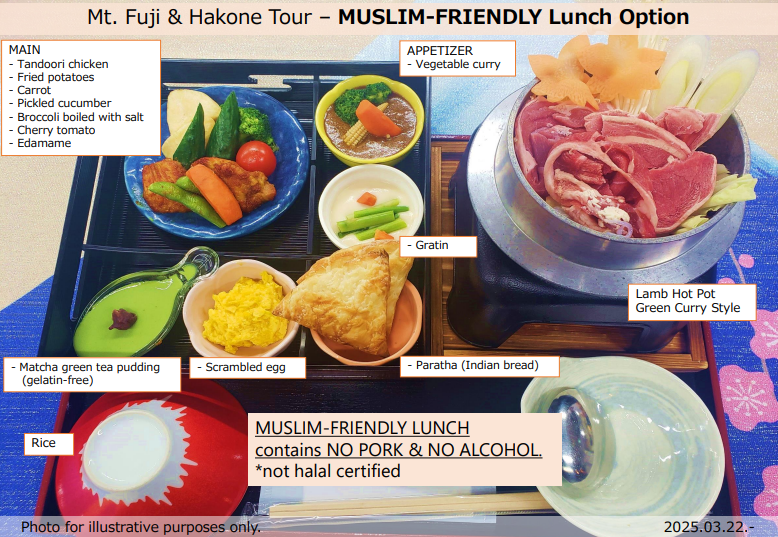 Mt. Fuji & Hakone Tour – MUSLIM-FRIENDLY Lunch Option
MAIN
- Tandoori chicken
- Fried potatoes
- Carrot
- Pickled cucumber
- Broccoli boiled with salt
- Cherry tomato
- Edamame
APPETIZER
- Vegetable curry
- Gratin
Lamb Hot Pot
Green Curry Style
- Matcha green tea pudding
(gelatin-free)
- Scrambled egg
- Paratha (Indian bread)
Rice
MUSLIM-FRIENDLY LUNCH
contains NO PORK & NO ALCOHOL.
*not halal certified
Photo for illustrative purposes only.
2025.03.22.-